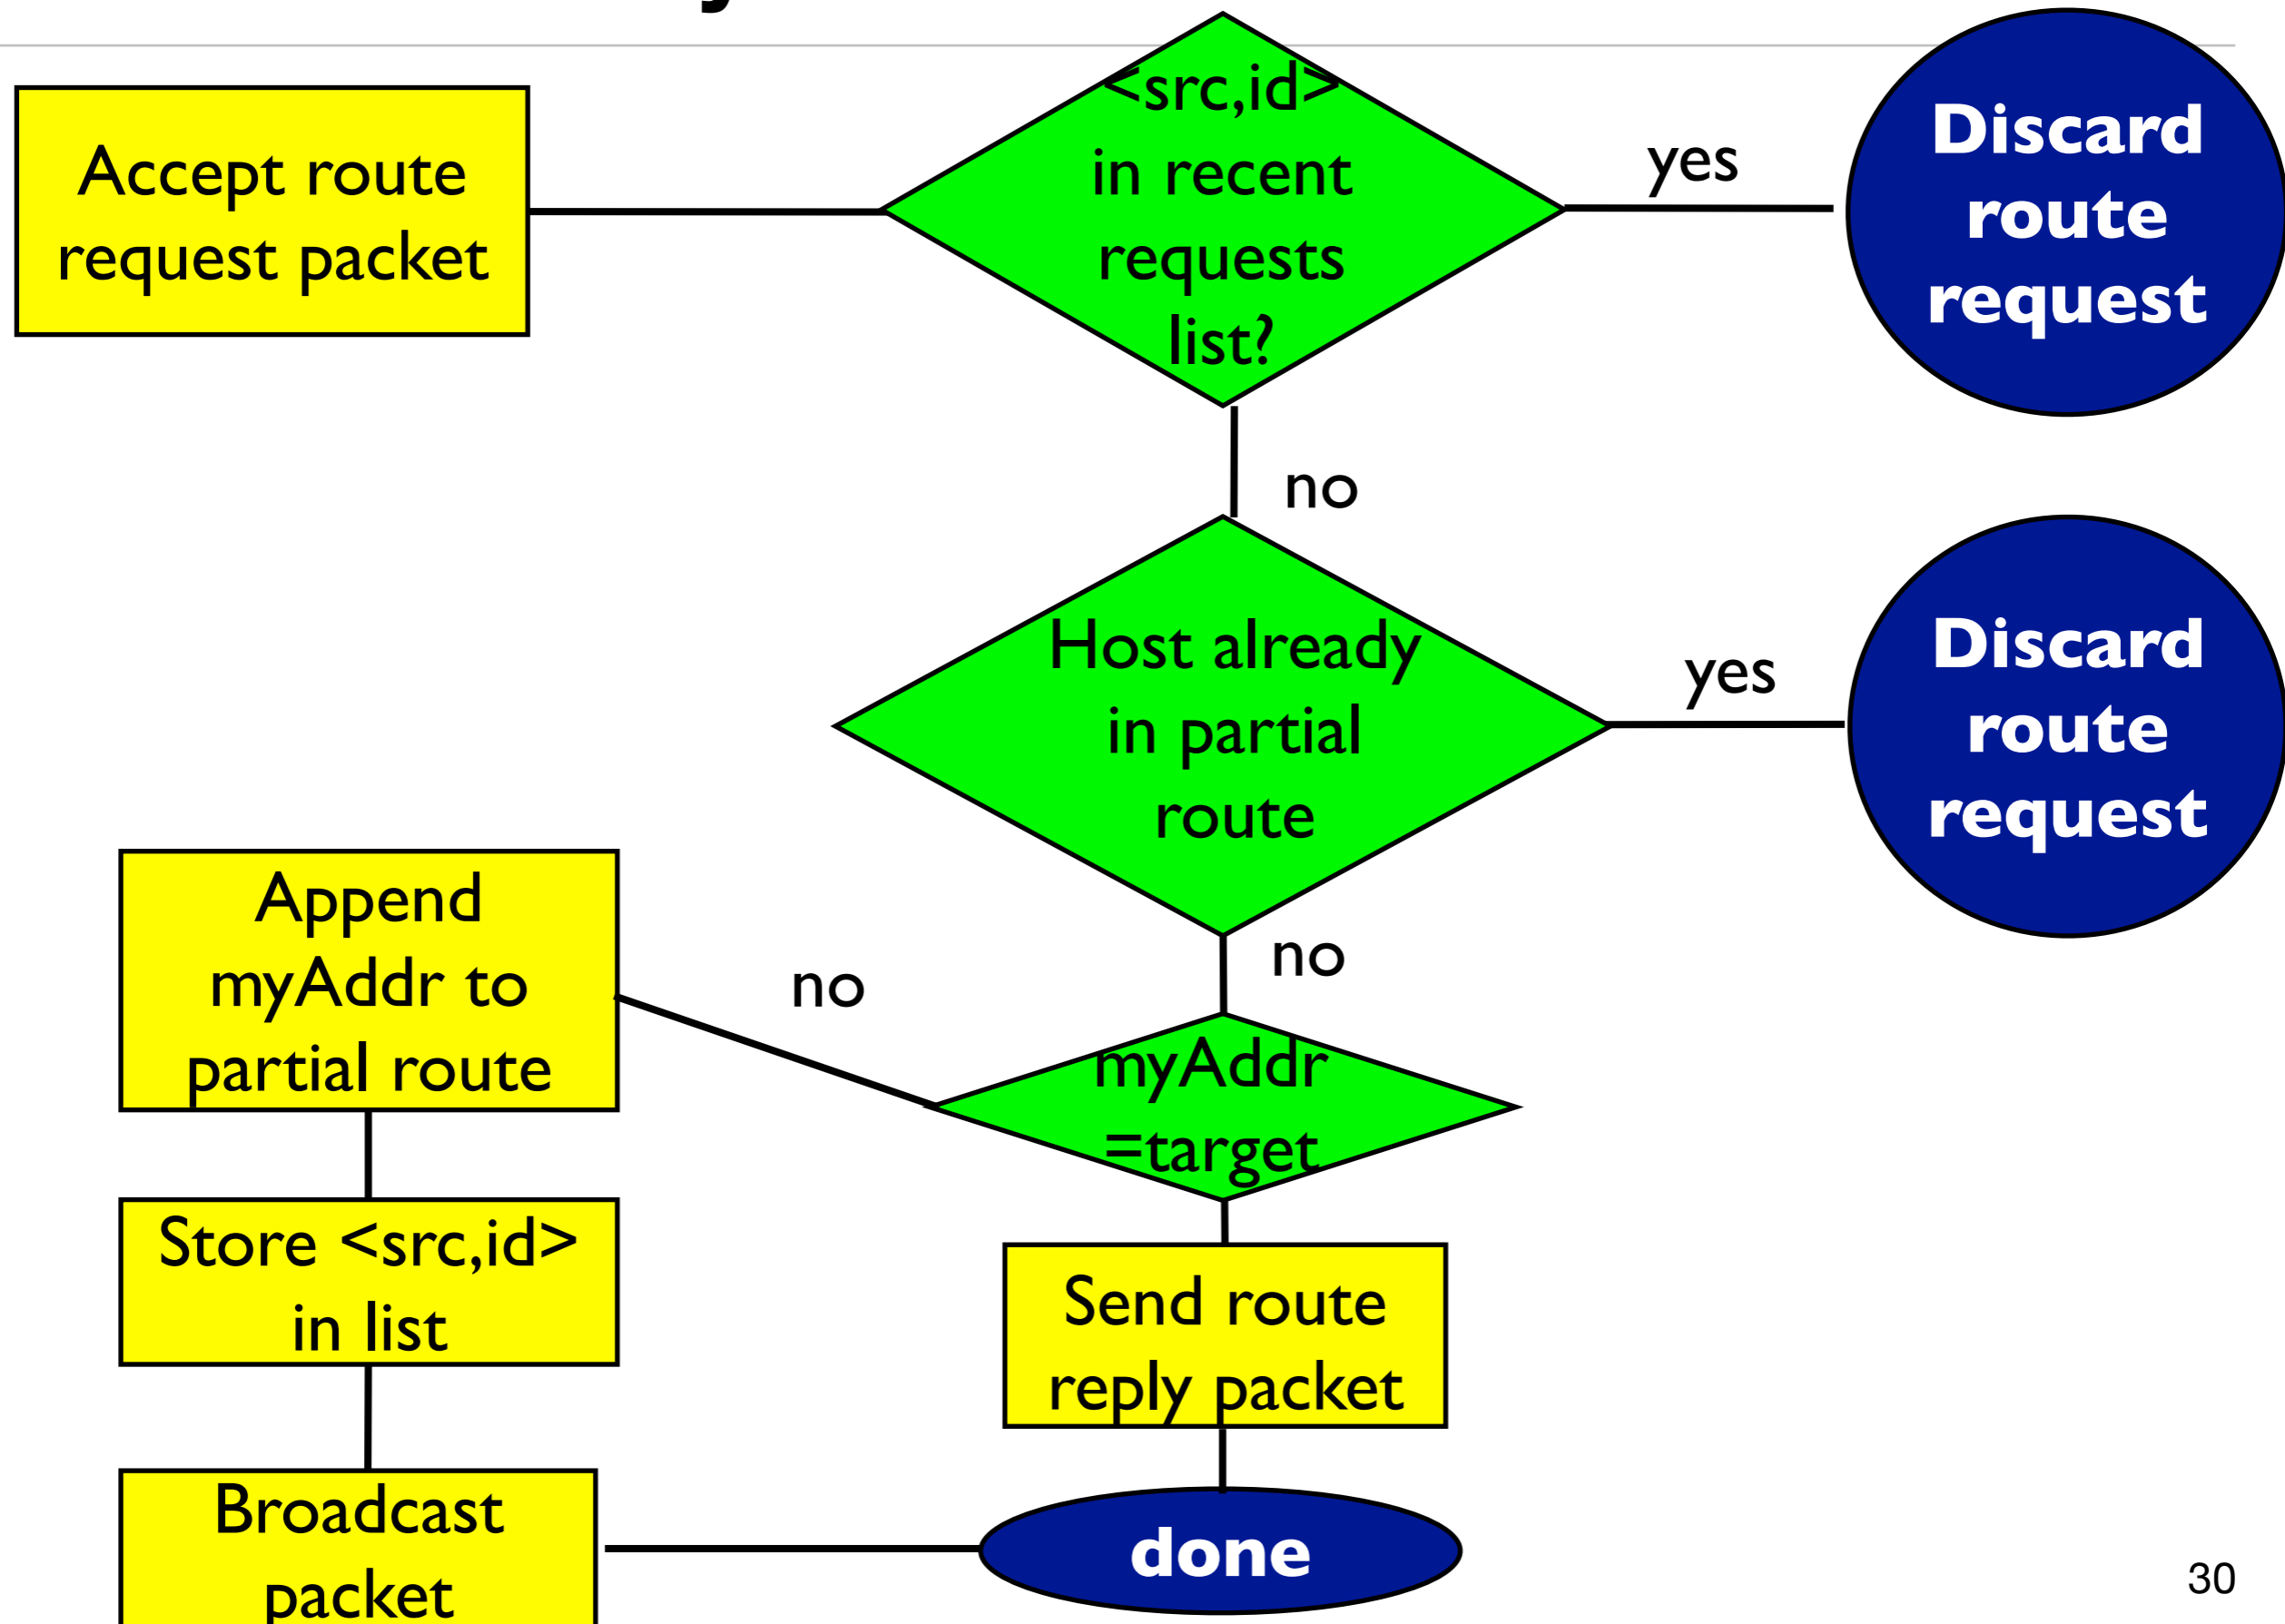 Accept route
request packet
<src,id>
in recent
requests
list?
yes
Discard
route
request
no
Host already
in partial
route
yes
Discard
route
request
no
myAddr
=target
no
Append
myAddr to
partial route
Store <src,id>
in list
Broadcast
packet
Send route
reply packet
done
30